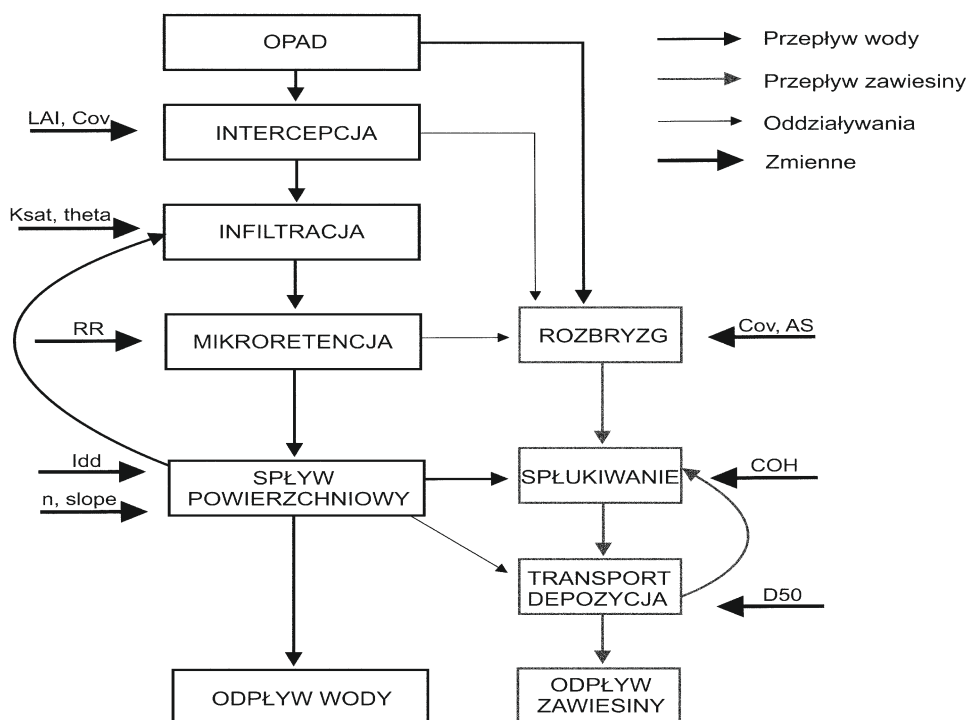 OPAD
Przepływ wody
Przepływ zawiesiny
LAI, Cov
INTERCEPCJA
Oddziaływania
Zmienne
Ksat, theta
INFILTRACJA
RR
MIKRORETENCJA
ROZBRYZG
Cov, AS
Idd
n, slope
SPŁYW
POWIERZCHNIOWY
SPŁUKIWANIE
COH
TRANSPORT
DEPOZYCJA
D50
ODPŁYW WODY
ODPŁYW
ZAWIESINY